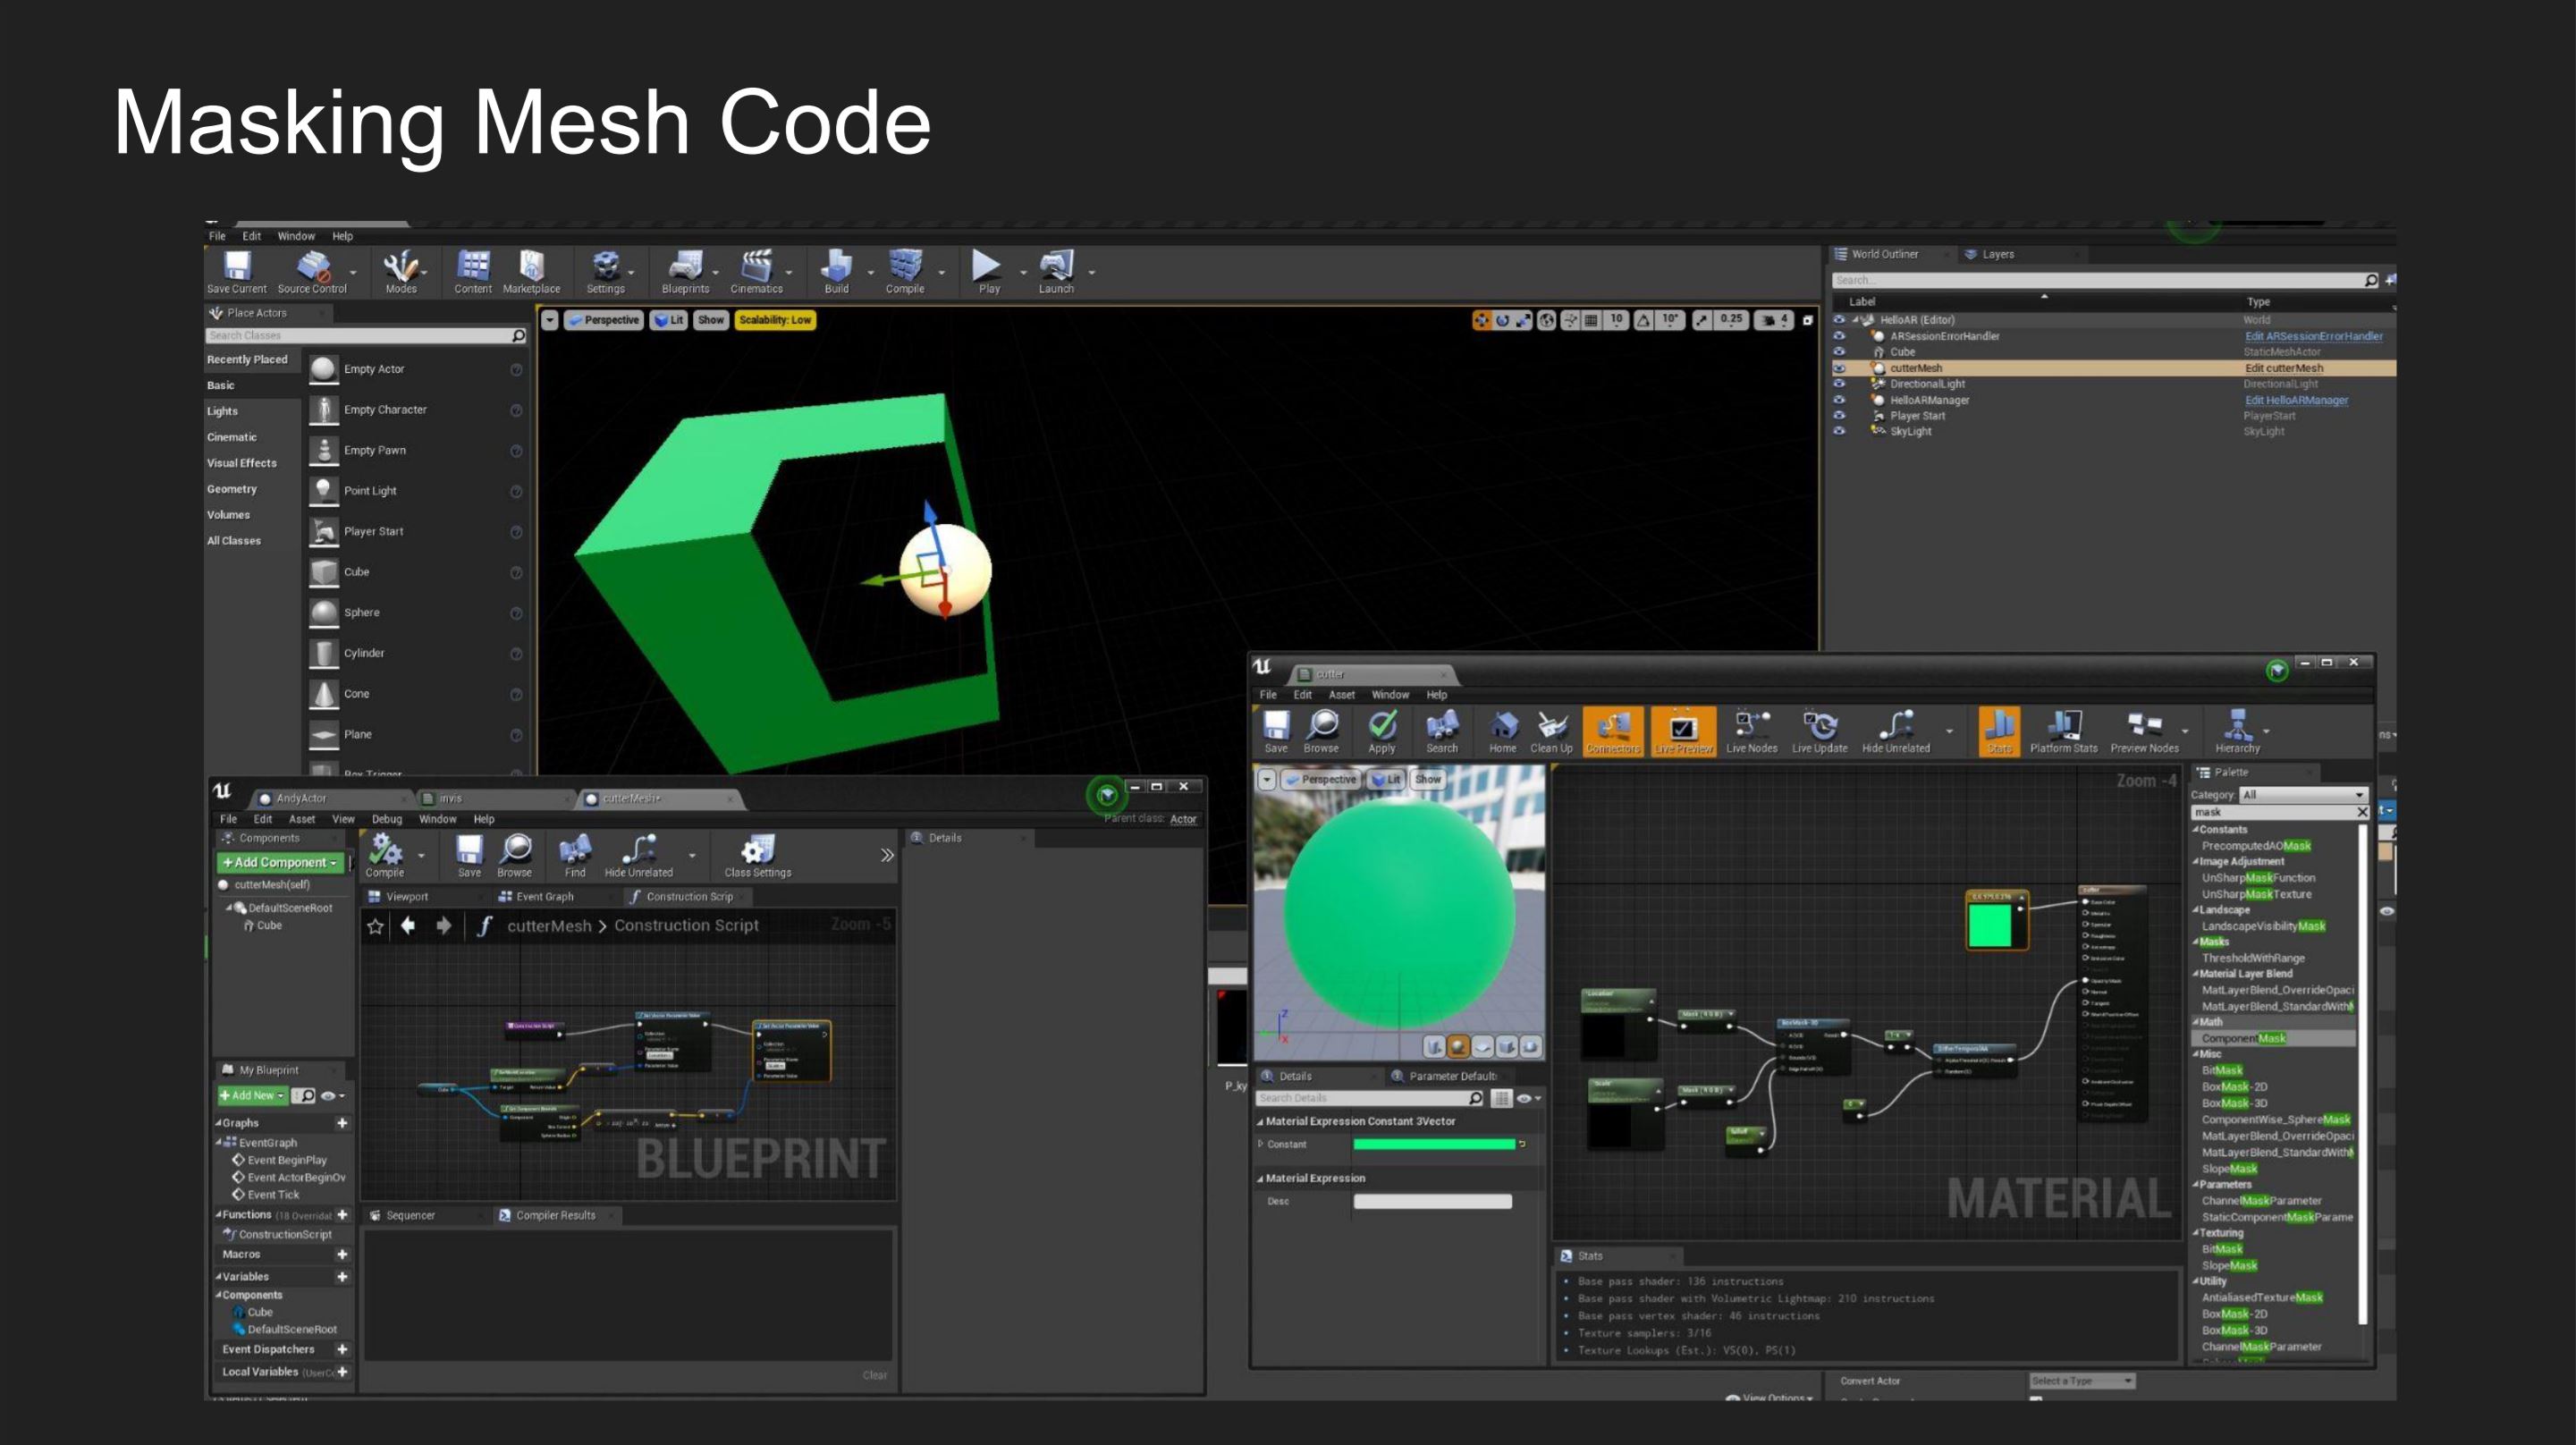 Masking Mesh Code
File Edit Window Help
Save Current Source Control Modes Content Marketplace Settings Blueprints Cinematics Build Compile Play Launch
Place Actors
Search Classes
Recently Placed
Basic
Lights
Cinematic
Visual Effects
Geometry
Volumes
All Classes
Empty Actor
Empty Character
Empty Pawn
Point Light
Player Start
Cube
Sphere
Cylinder
Cone
Plane
Box Trigger
Perspective Lit Show Scalability: Low
10 10° 0.25 4
World Outliner Layers
Search...
Label Type
HelloAR (Editor) World
ARSessionErrorHandler Edit ARSessionErrorHandler
Cube StaticMeshActor
cutterMesh Edit cutterMesh
DirectionalLight DirectionalLight
HelloARManager Edit HelloARManager
Player Start PlayerStart
SkyLight SkyLight
AndyActor invis cutterMesh*
File Edit Asset View Debug Window Help
Parent class: Actor
Components
+Add Component
cutterMesh(self)
DefaultSceneRoot
Cube
Compile Save Browse Find Hide Unrelated Class Settings
Details
Viewport Event Graph Construction Scrip
cutterMesh > Construction Script Zoom -5
BLUEPRINT
My Blueprint
+Add New
Graphs
EventGraph
Event BeginPlay
Event ActorBeginOv
Event Tick
Functions (18 Overridat
ConstructionScript
Macros
Variables
Components
Cube
DefaultSceneRoot
Event Dispatchers
Local Variables (UserCo
Sequencer Compiler Results
Clear
cutter
File Edit Asset Window Help
Save Browse Apply Search Home Clean Up Connectors Live Preview Live Nodes Live Update Hide Unrelated Stats Platform Stats Preview Nodes Hierarchy
Perspective Lit Show
Zoom -4
MATERIAL
Details Parameter Default:
Search Details
Material Expression Constant 3Vector
Constant
Material Expression
Desc
Stats
Base pass shader: 136 instructions
Base pass shader with Volumetric Lightmap: 210 instructions
Base pass vertex shader: 46 instructions
Texture samplers: 3/16
Texture Lookups (Est.): VS(0), PS(1)
Palette
Category: All
mask
Constants
PrecomputedAOMask
Image Adjustment
UnSharpMaskFunction
UnSharpMaskTexture
Landscape
LandscapeVisibilityMask
Masks
ThresholdWithRange
Material Layer Blend
MatLayerBlend_OverrideOpaci
MatLayerBlend_StandardWithN
Math
ComponentMask
Misc
BitMask
BoxMask-2D
BoxMask-3D
ComponentWise_SphereMask
MatLayerBlend_OverrideOpaci
MatLayerBlend_StandardWithN
SlopeMask
Parameters
ChannelMaskParameter
StaticComponentMaskParame
Texturing
BitMask
SlopeMask
Utility
AntialiasedTextureMask
BoxMask-2D
BoxMask-3D
ChannelMaskParameter
P_ky
View Options
Convert Actor Select a Type